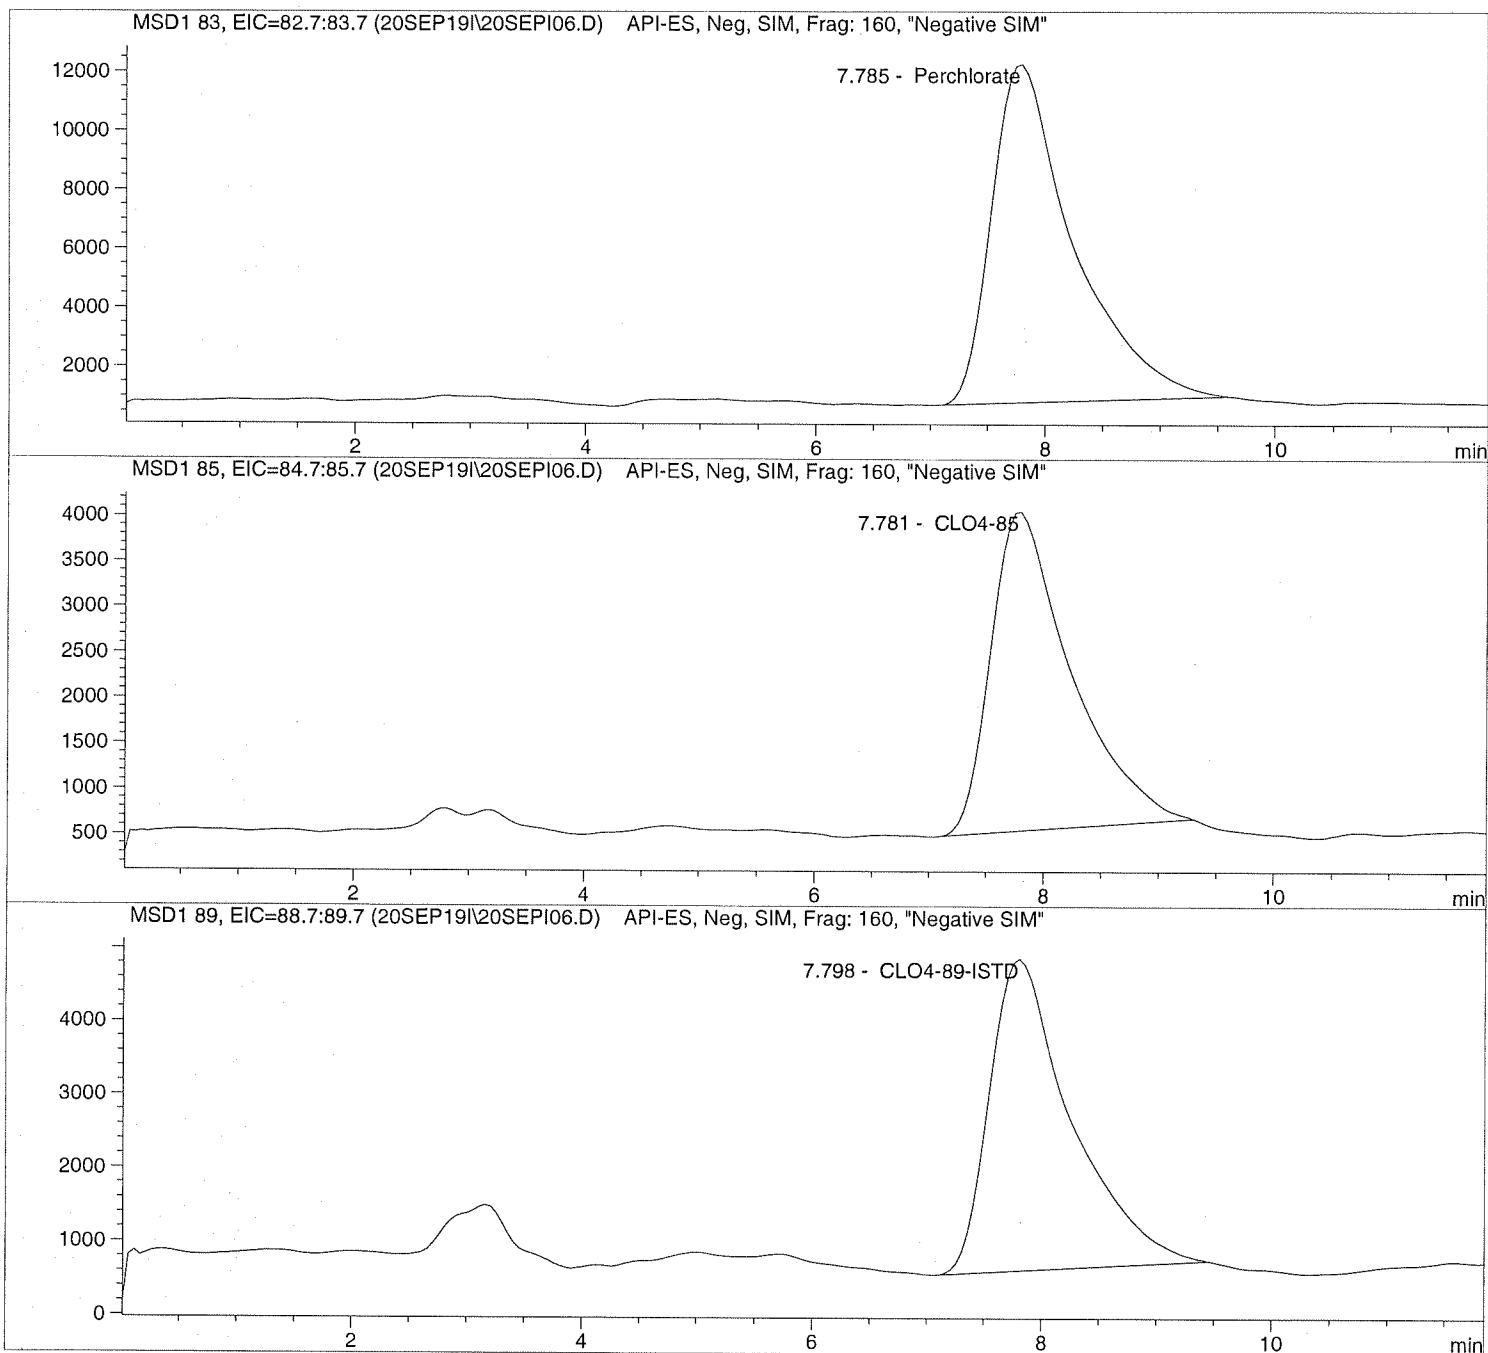 MSD1 83, EIC=82.7:83.7 (20SEP19I\20SEPI06.D) API-ES, Neg, SIM, Frag: 160, "Negative SIM"
12000
7.785 - Perchlorate
10000
8000
6000
4000
2000
2 4 6 8 10 min
MSD1 85, EIC=84.7:85.7 (20SEP19I\20SEPI06.D) API-ES, Neg, SIM, Frag: 160, "Negative SIM"
4000
7.781 - CLO4-85
3500
3000
2500
2000
1500
1000
500
2 4 6 8 10 min
MSD1 89, EIC=88.7:89.7 (20SEP19I\20SEPI06.D) API-ES, Neg, SIM, Frag: 160, "Negative SIM"
7.798 - CLO4-89-ISTD
4000
3000
2000
1000
0
2 4 6 8 10 min